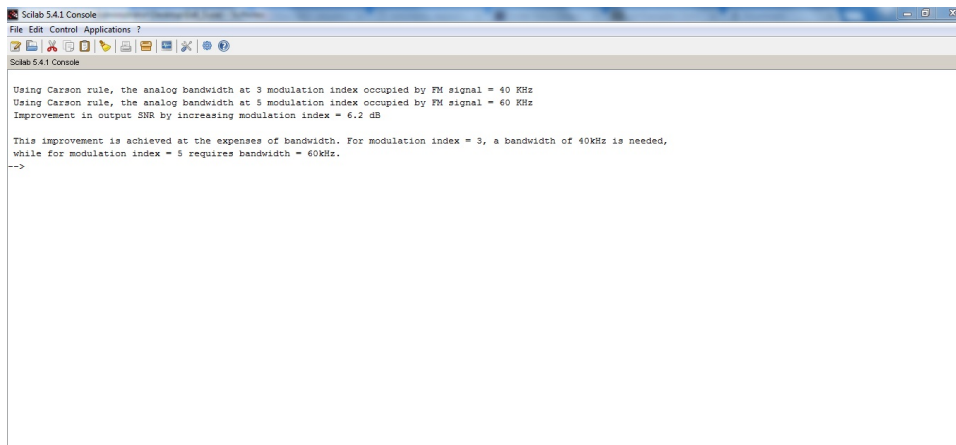 Scilab 5.4.1 Console
File Edit Control Applications ?
Scilab 5.4.1 Console
Using Carson rule, the analog bandwidth at 3 modulation index occupied by FM signal = 40 KHz
Using Carson rule, the analog bandwidth at 5 modulation index occupied by FM signal = 60 KHz
Improvement in output SNR by increasing modulation index = 6.2 dB
This improvement is achieved at the expenses of bandwidth. For modulation index = 3, a bandwidth of 40kHz is needed,
while for modulation index = 5 requires bandwidth = 60kHz.
-->